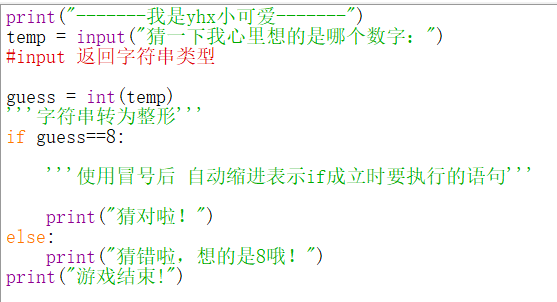 print("-------我是yhx小可爱-------")
temp = input("猜一下我心里想的是哪个数字：")
#input 返回字符串类型
guess = int(temp)
'''字符串转为整形'''
if guess==8:
'''使用冒号后 自动缩进表示if成立时要执行的语句'''
print("猜对啦！")
else:
print("猜错啦，想的是8哦！")
print("游戏结束!")